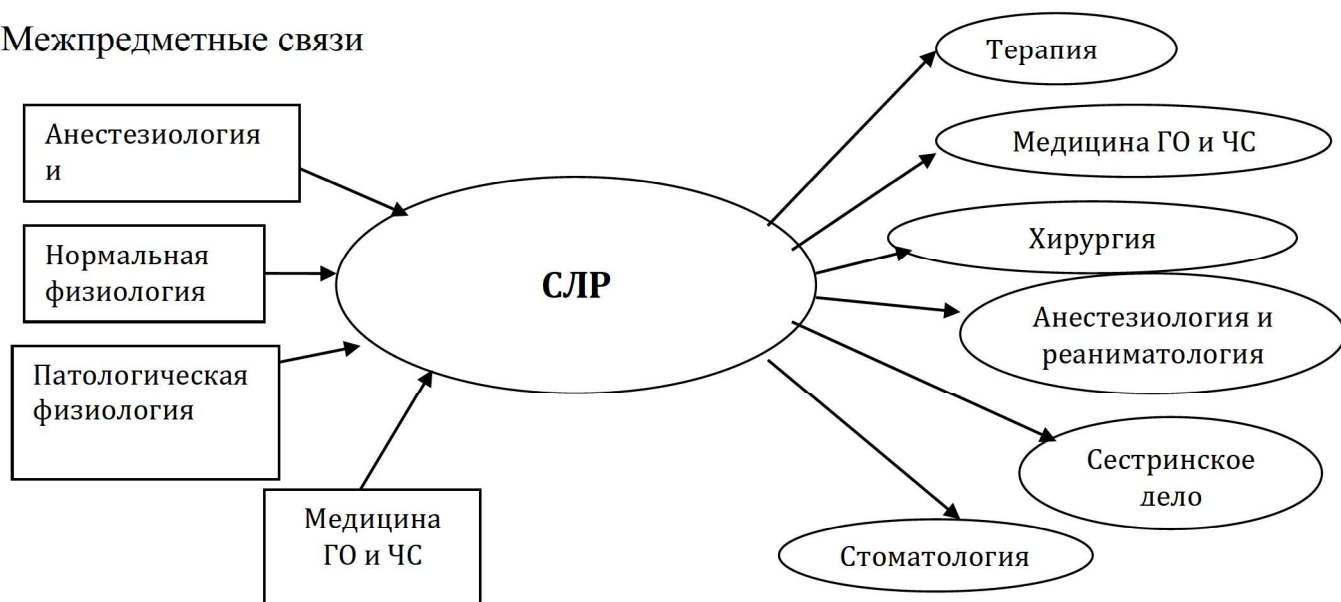 Межпредметные связи
Анестезиология
и
Нормальная
физиология
Патологическая
физиология
Медицина
ГО и ЧС
СЛР
Терапия
Медицина ГО и ЧС
Хирургия
Анестезиология и
реаниматология
Сестринское
дело
Стоматология